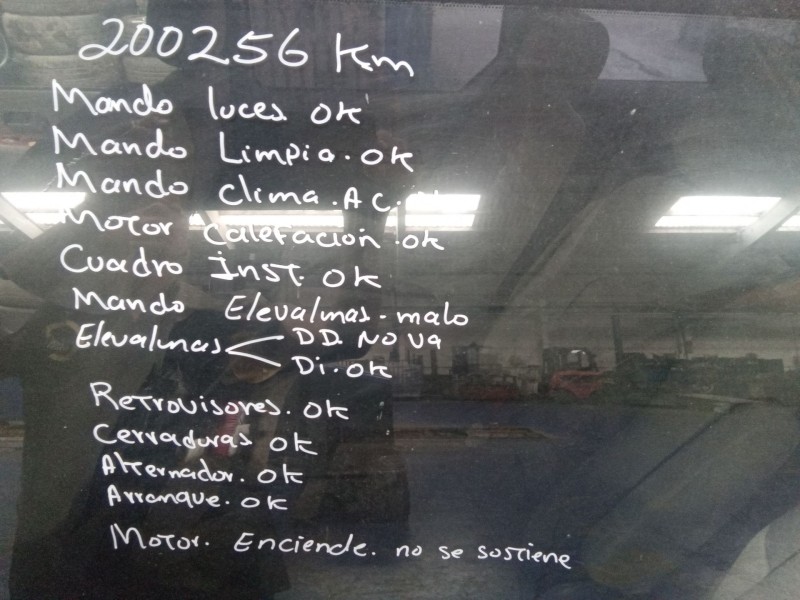 200256 Km
Mando luces OK
Mando Limpia. OK
Mando Clima. A C.
Motor Calefacion. OK
Cuadro Inst. OK
Mando Elevalunas - malo
Elevalunas DD. NO Va
Di. OK
Retrovisores. OK
Cerraduras OK
Alternador. OK
Arranque. OK
Motor. Enciende. no se sostiene